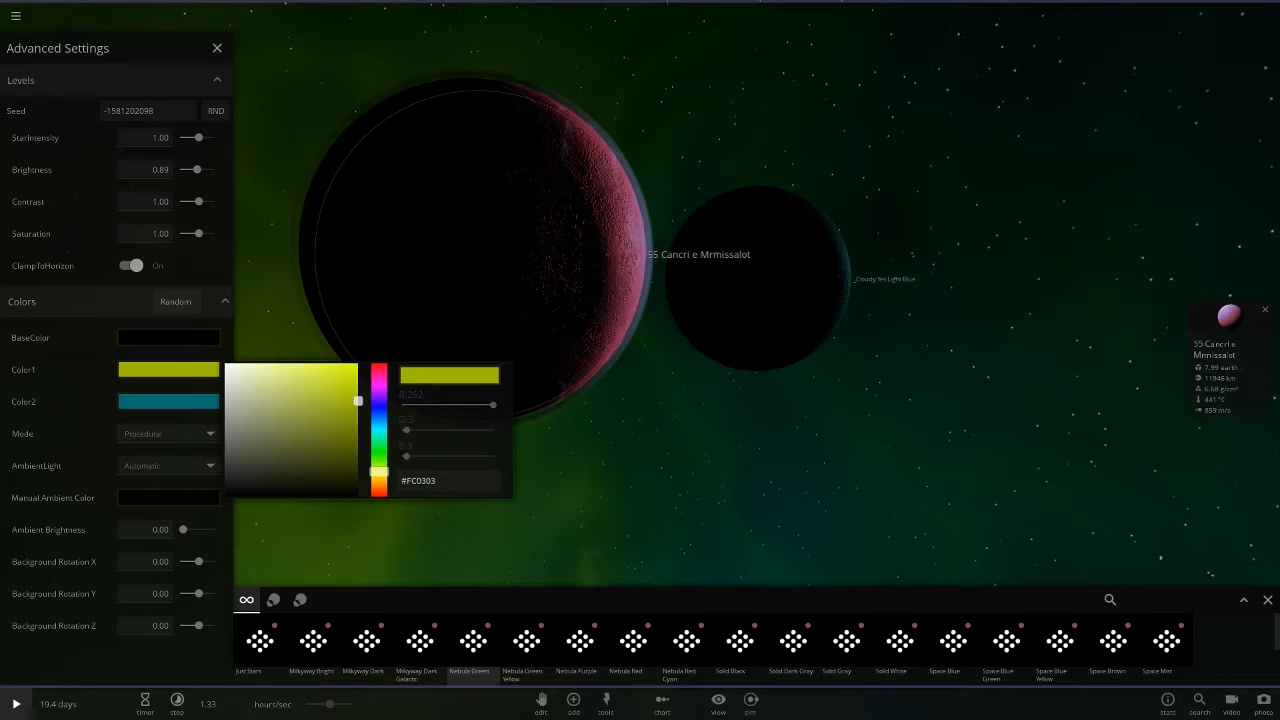 Advanced Settings
Levels
Seed -1581202098 RND
StarIntensity 1.00
Brightness 0.89
Contrast 1.00
Saturation 1.00
ClampToHorizon On
Colors Random
BaseColor
Color1
Color2
Mode Procedural
AmbientLight Automatic
Manual Ambient Color
Ambient Brightness 0.00
Background Rotation X 0.00
Background Rotation Y 0.00
Background Rotation Z 0.00
R:252
G:3
B:3
#FC0303
55 Cancri e Mrmissalot
Cloudy Yes Light Blue
55 Cancri e
Mrmissalot
7.99 earth
11946 km
6.68 g/cm³
441 °C
859 m/s
Just Stars
Milkyway Bright
Milkyway Dark
Milkyway Dark
Galactic
Nebula Green
Nebula Green
Yellow
Nebula Purple
Nebula Red
Nebula Red
Cyan
Solid Black
Solid Dark Gray
Solid Gray
Solid White
Space Blue
Space Blue
Green
Space Blue
Yellow
Space Brown
Space Mist
19.4 days
timer
step
1.33
hours/sec
edit
add
tools
chart
view
sim
stats
search
video
photo